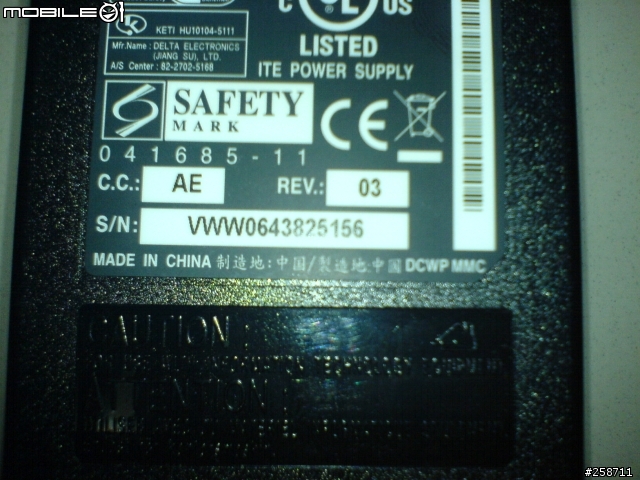 MOBILE01
C UL US
LISTED
ITE POWER SUPPLY
KETI HU10104-5111
Mfr.Name : DELTA ELECTRONICS
(JIANG SU), LTD.
A/S Center : 82-2702-5168
SAFETY
MARK
CE
041685-11
C.C.: AE REV.: 03
S/N: VWW0643825156
MADE IN CHINA 制造地:中国/製造地:中國 DCWP MMC
CAUTION :
ATTENTION :
#258711